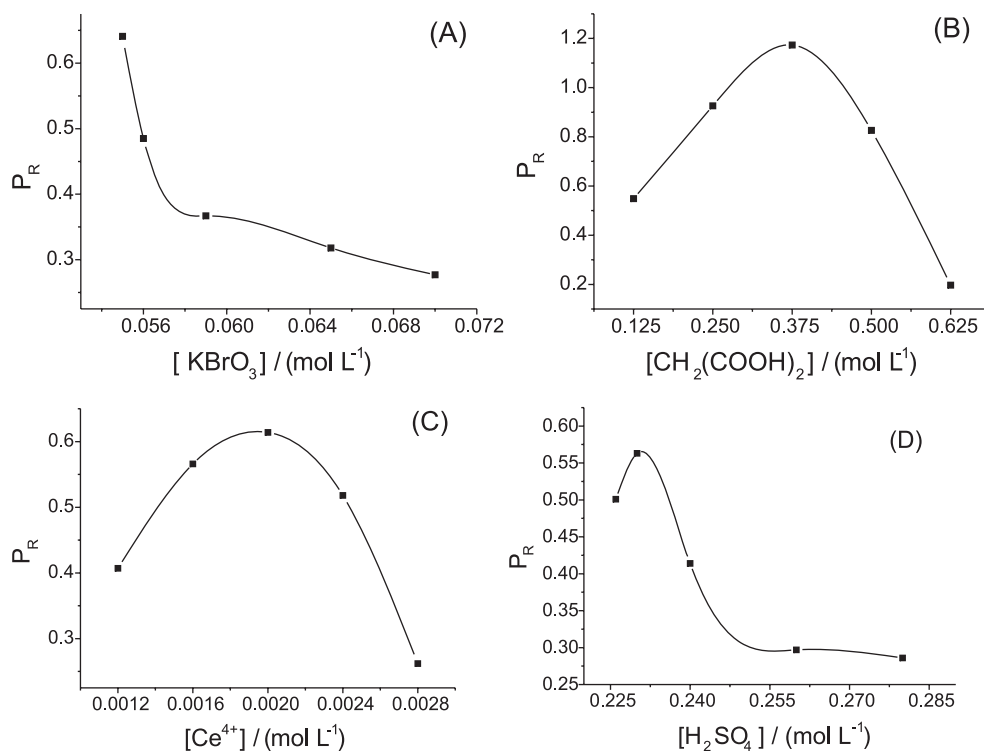 (A)
0.6
0.5
0.4
0.3
P_R
0.056 0.060 0.064 0.068 0.072
[ KBrO₃] / (mol L⁻¹)
(B)
1.2
1.0
0.8
0.6
0.4
0.2
P_R
0.125 0.250 0.375 0.500 0.625
[CH₂(COOH)₂] / (mol L⁻¹)
(C)
0.6
0.5
0.4
0.3
P_R
0.0012 0.0016 0.0020 0.0024 0.0028
[Ce⁴⁺] / (mol L⁻¹)
(D)
0.60
0.55
0.50
0.45
0.40
0.35
0.30
0.25
P_R
0.225 0.240 0.255 0.270 0.285
[H₂SO₄] / (mol L⁻¹)